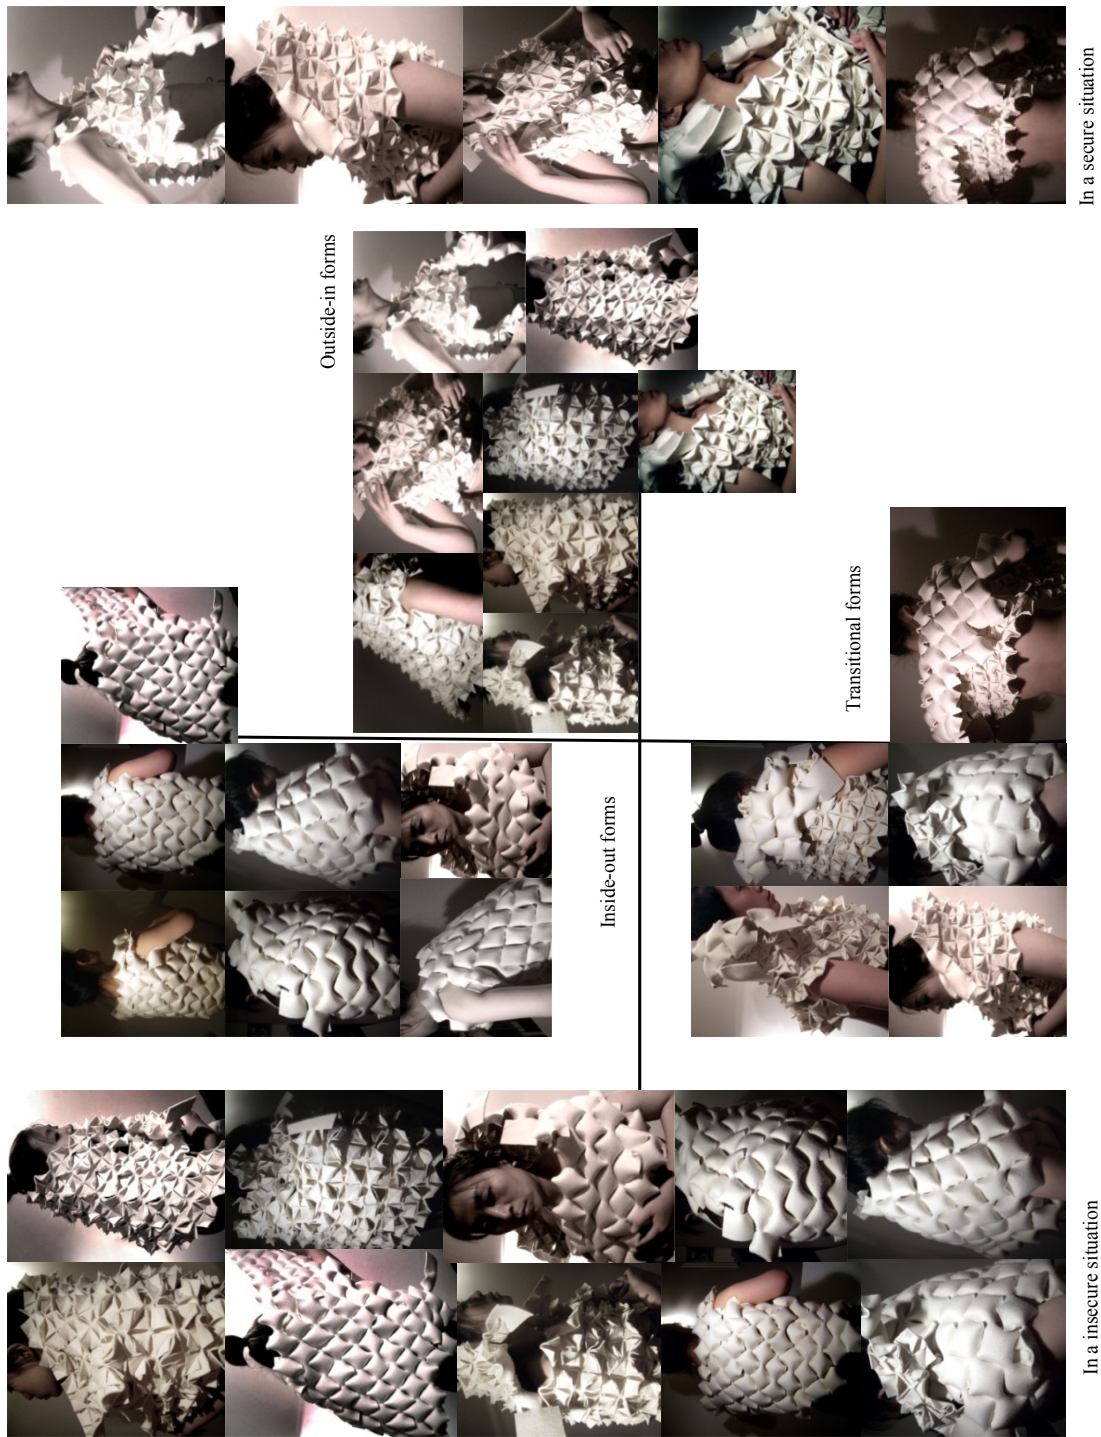 In a secure situation
Outside-in forms
Transitional forms
Inside-out forms
In a insecure situation